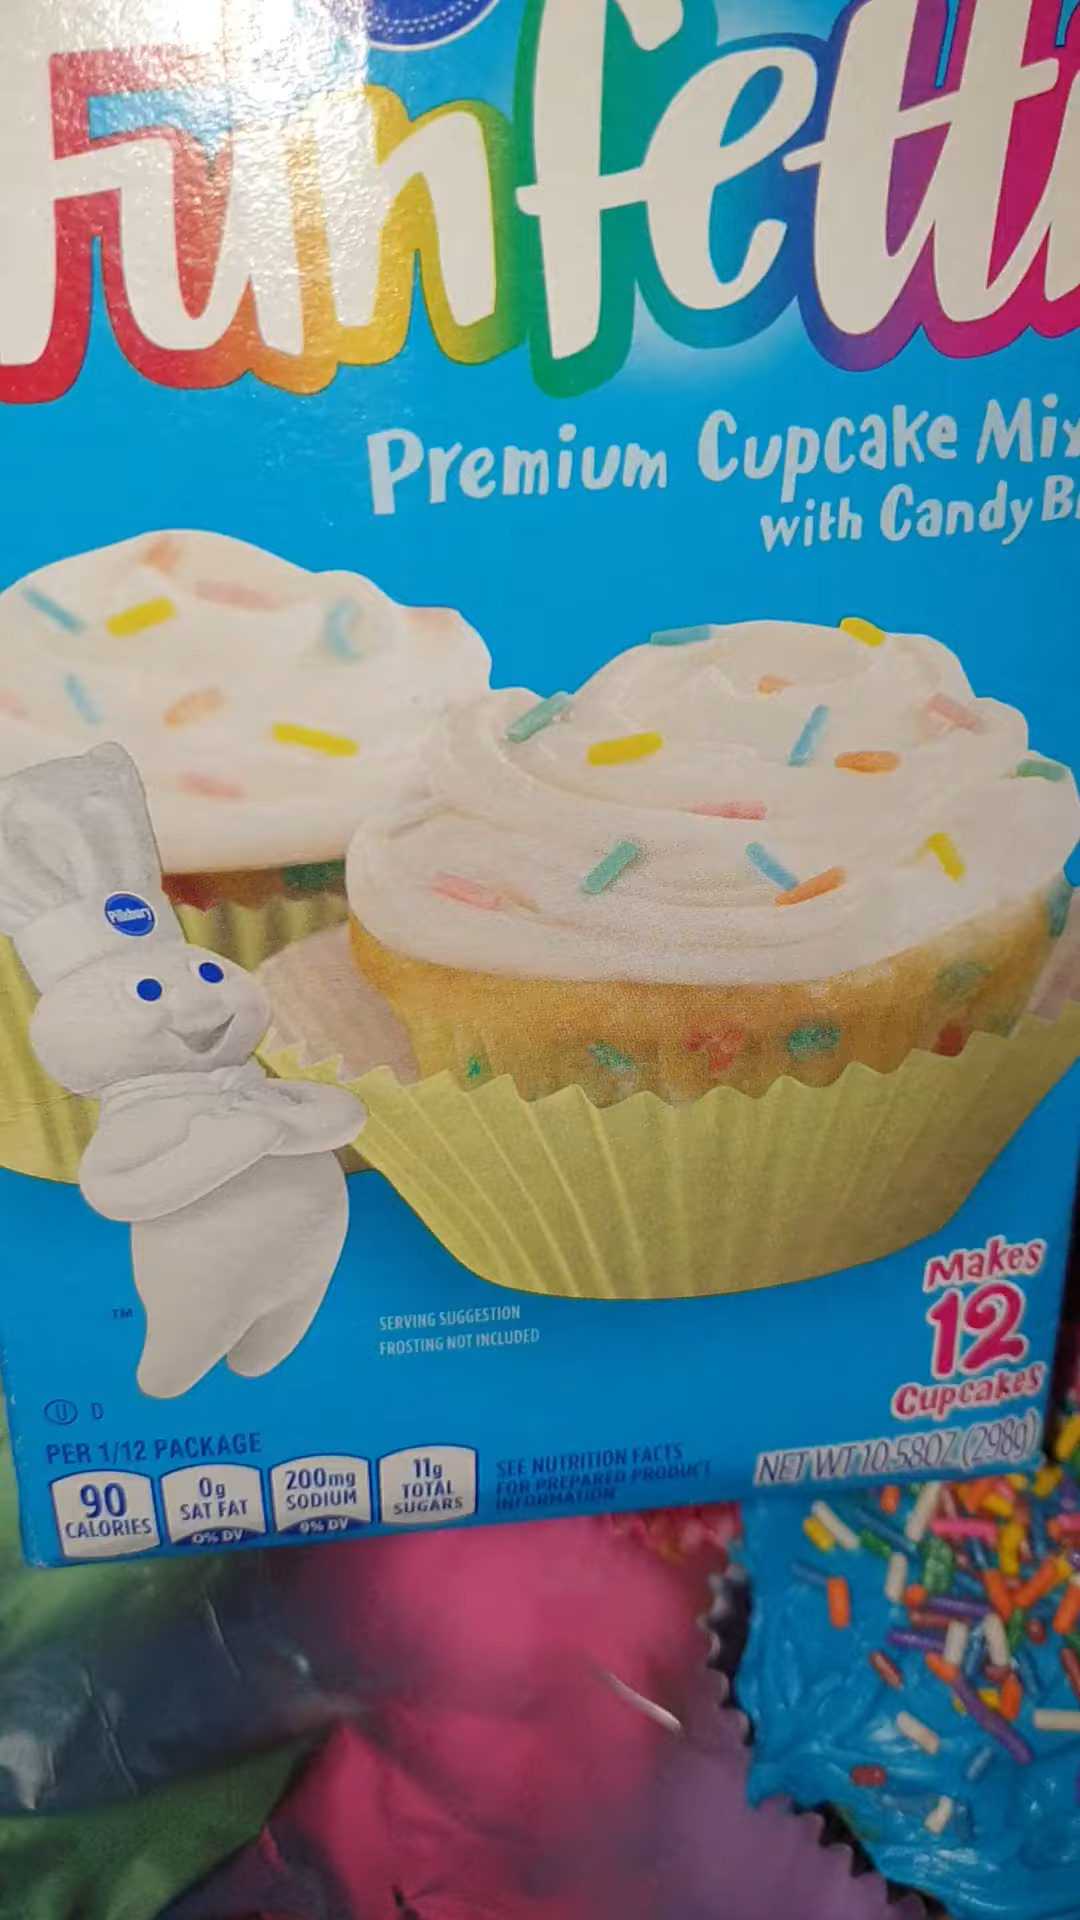 Funfetti
Premium Cupcake Mix
with Candy B
Pillsbury
TM
SERVING SUGGESTION
FROSTING NOT INCLUDED
Makes
12
Cupcakes
U D
PER 1/12 PACKAGE
90
CALORIES
0g
SAT FAT
0% DV
200mg
SODIUM
9% DV
11g
TOTAL
SUGARS
SEE NUTRITION FACTS
FOR PREPARED PRODUCT
INFORMATION
NET WT 10.58OZ (298g)